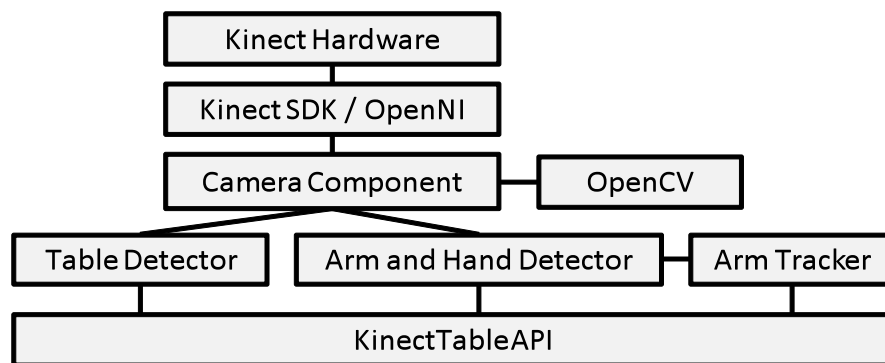 Kinect Hardware
Kinect SDK / OpenNI
Camera Component
OpenCV
Table Detector
Arm and Hand Detector
Arm Tracker
KinectTableAPI